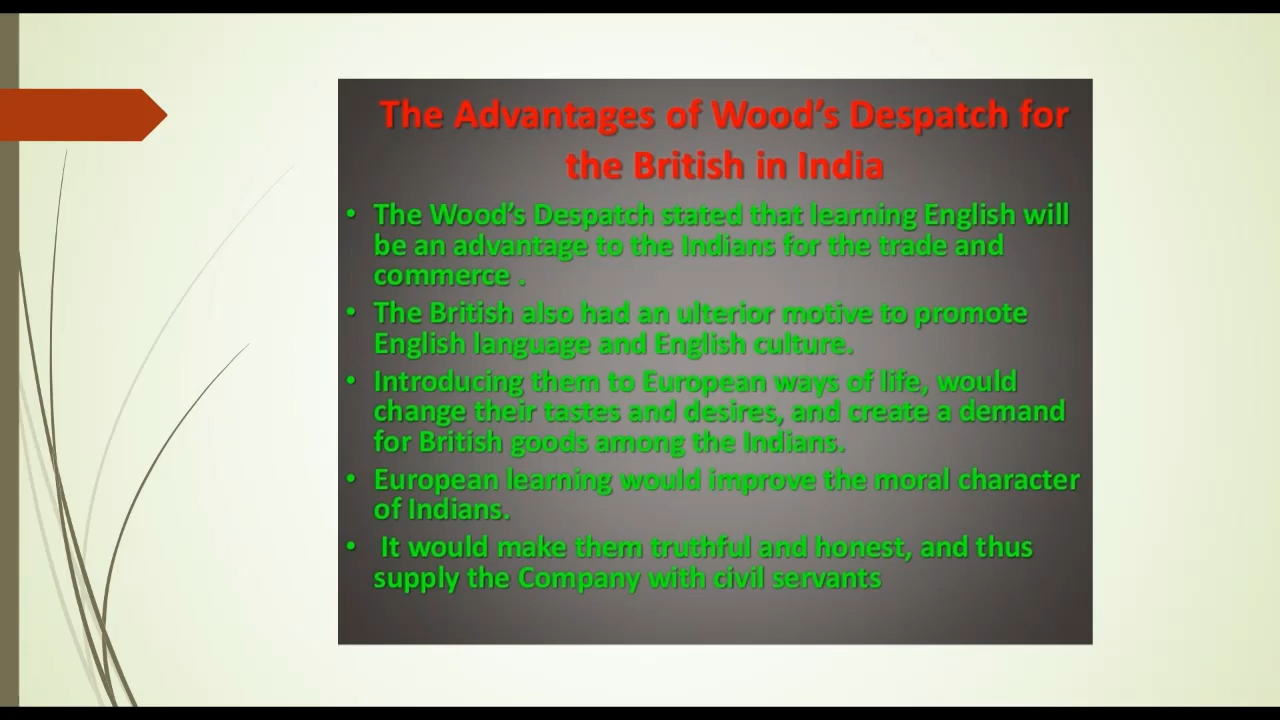 The Advantages of Wood's Despatch for
the British in India
• The Wood's Despatch stated that learning English will
be an advantage to the Indians for the trade and
commerce .
• The British also had an ulterior motive to promote
English language and English culture.
• Introducing them to European ways of life, would
change their tastes and desires, and create a demand
for British goods among the Indians.
• European learning would improve the moral character
of Indians.
• It would make them truthful and honest, and thus
supply the Company with civil servants